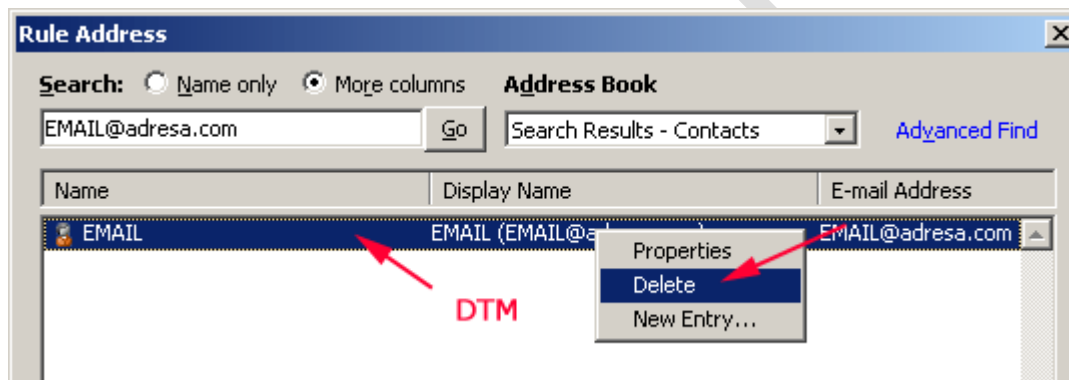 Rule Address
Search: Name only More columns Address Book
EMAIL@adresa.com Go Search Results - Contacts Advanced Find
Name Display Name E-mail Address
EMAIL EMAIL (EMAIL@a EMAIL@adresa.com
Properties
Delete
DTM
New Entry...